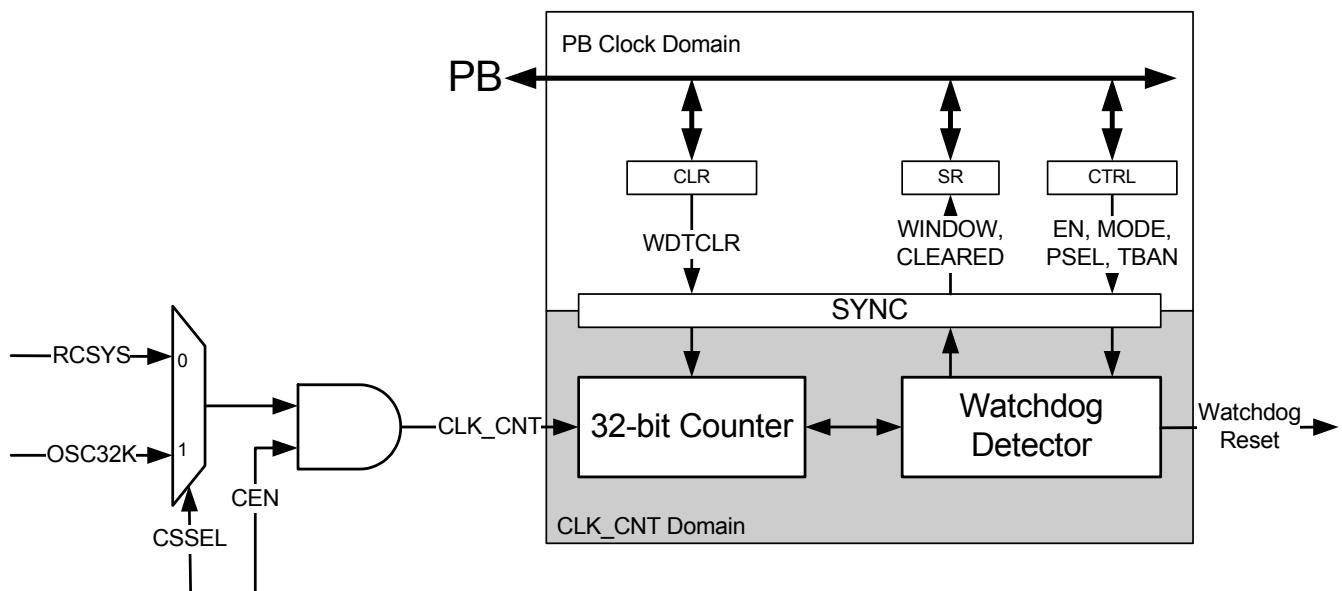 PB Clock Domain
PB
CLR
SR
CTRL
WDTCLR
WINDOW,
CLEARED
EN, MODE,
PSEL, TBAN
SYNC
RCSYS
0
OSC32K
1
CSSEL
CEN
CLK_CNT
32-bit Counter
Watchdog
Detector
Watchdog
Reset
CLK_CNT Domain